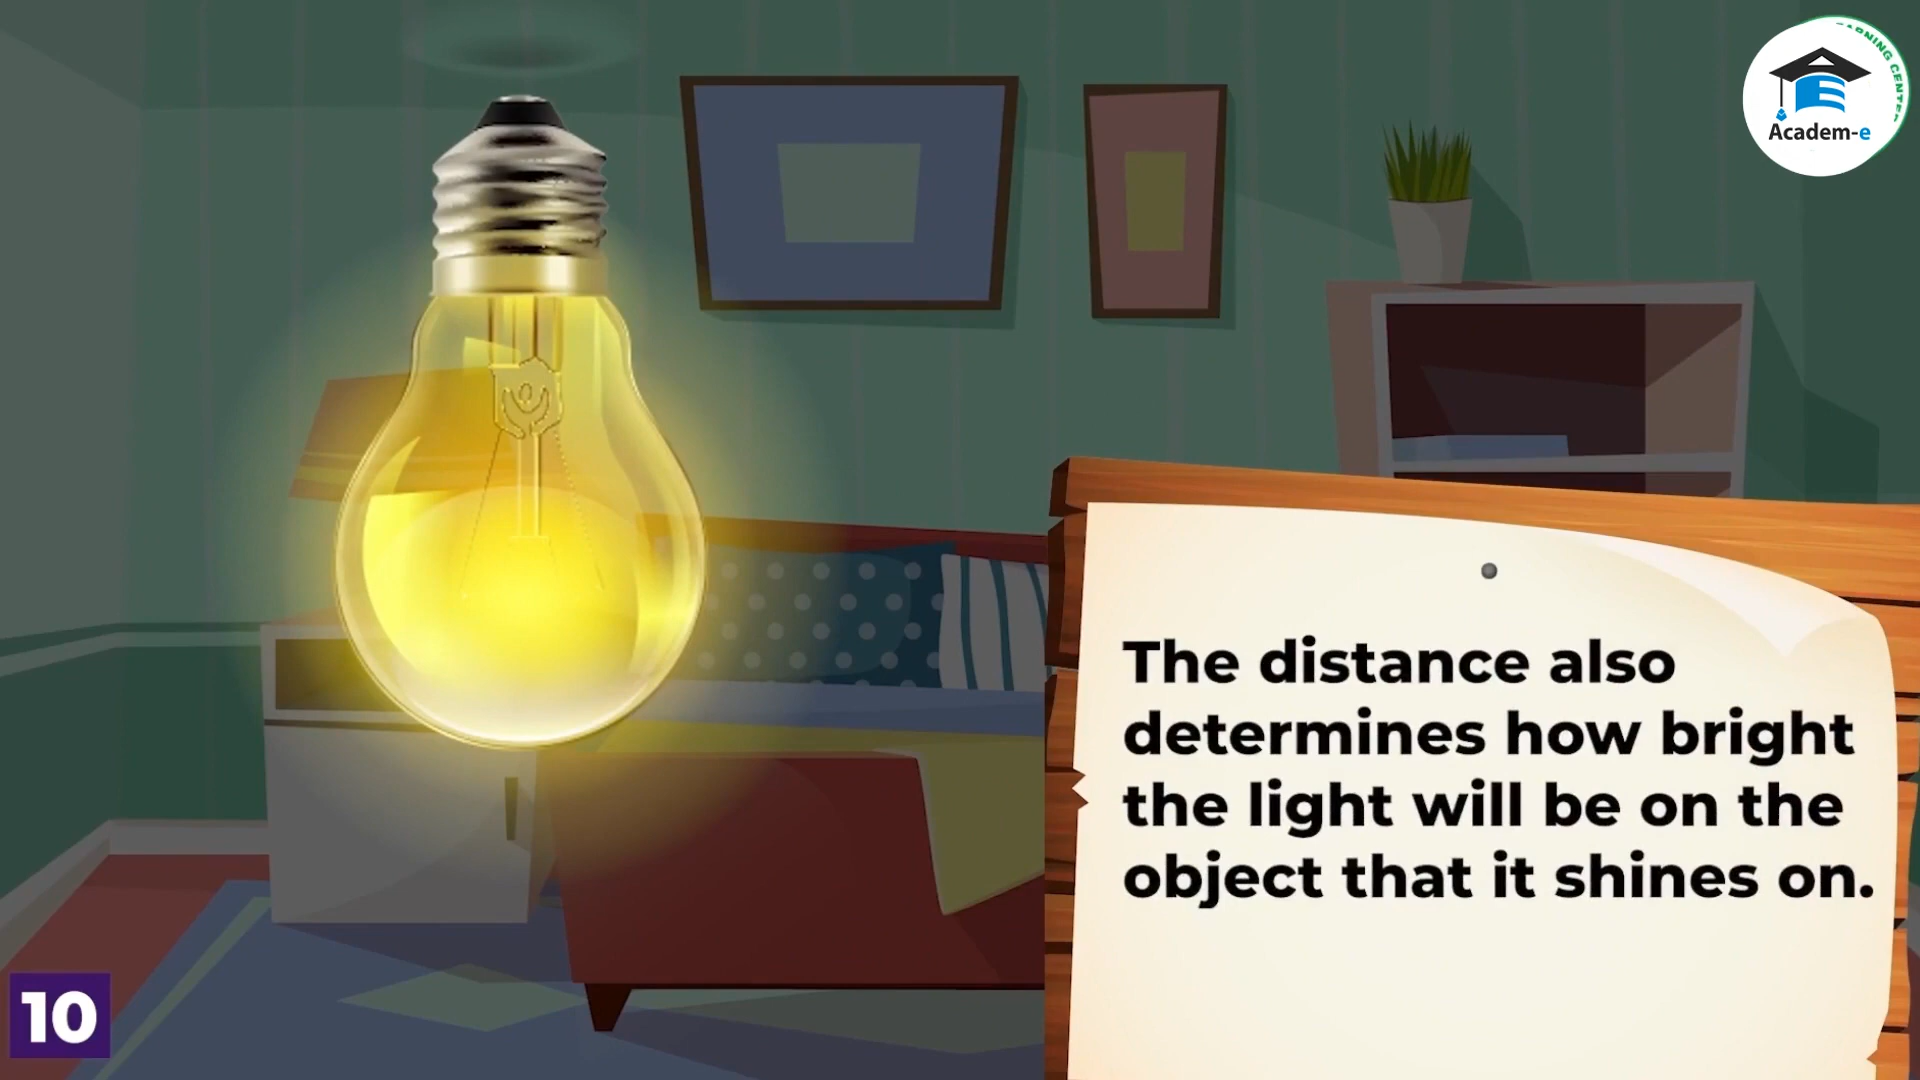 Academ-e
The distance also
determines how bright
the light will be on the
object that it shines on.
10